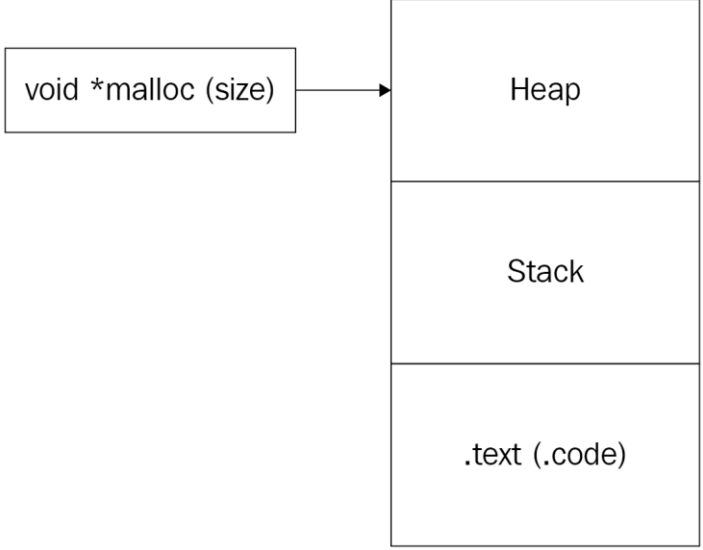 void *malloc (size)
Heap
Stack
.text (.code)